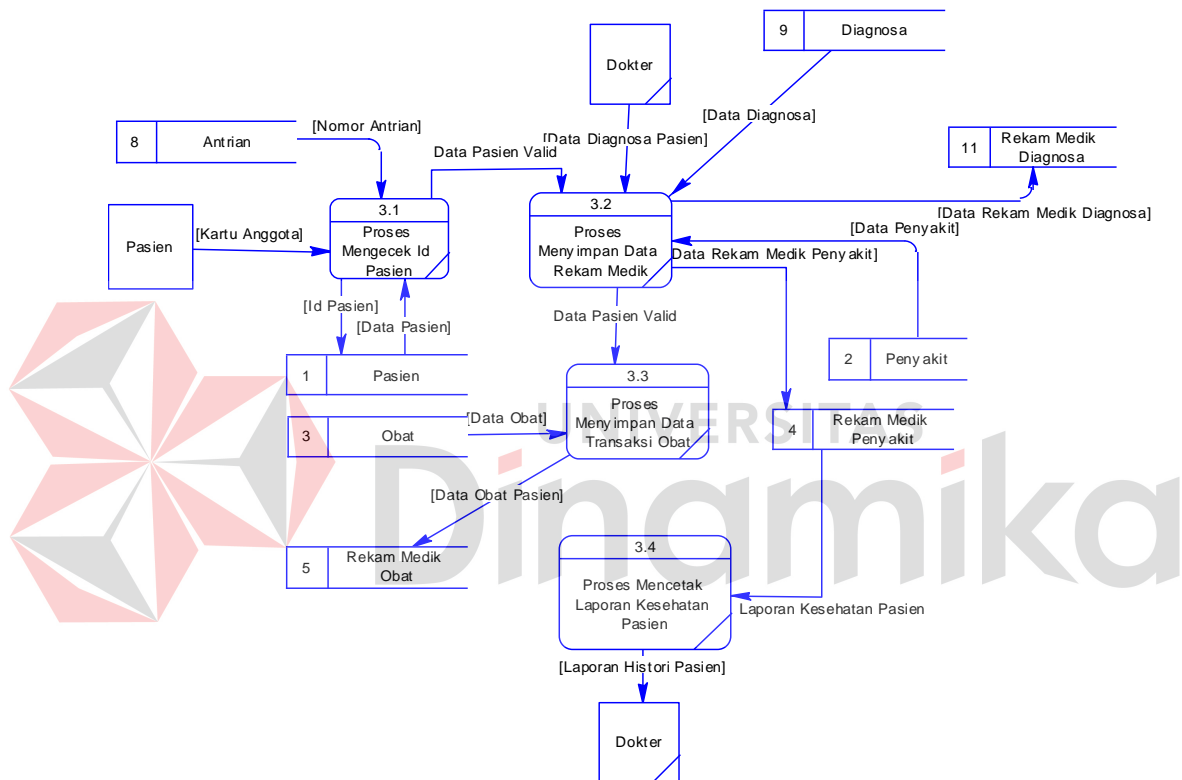 9
Diagnosa
Dokter
[Data Diagnosa]
[Nomor Antrian]
8
Antrian
[Data Diagnosa Pasien]
Data Pasien Valid
11
Rekam Medik
Diagnosa
3.1
Proses
Mengecek Id
Pasien
3.2
Proses
Menyimpan Data
Rekam Medik
[Data Rekam Medik Diagnosa]
Pasien
[Kartu Anggota]
[Data Penyakit]
Data Rekam Medik Penyakit]
[Id Pasien]
[Data Pasien]
Data Pasien Valid
2
Penyakit
1
Pasien
3.3
Proses
Menyimpan Data
Transaksi Obat
3
Obat
[Data Obat]
UNIVERSITAS
Dinamika
4
Rekam Medik
Penyakit
[Data Obat Pasien]
5
Rekam Medik
Obat
3.4
Proses Mencetak
Laporan Kesehatan
Pasien
Laporan Kesehatan Pasien
[Laporan Histori Pasien]
Dokter